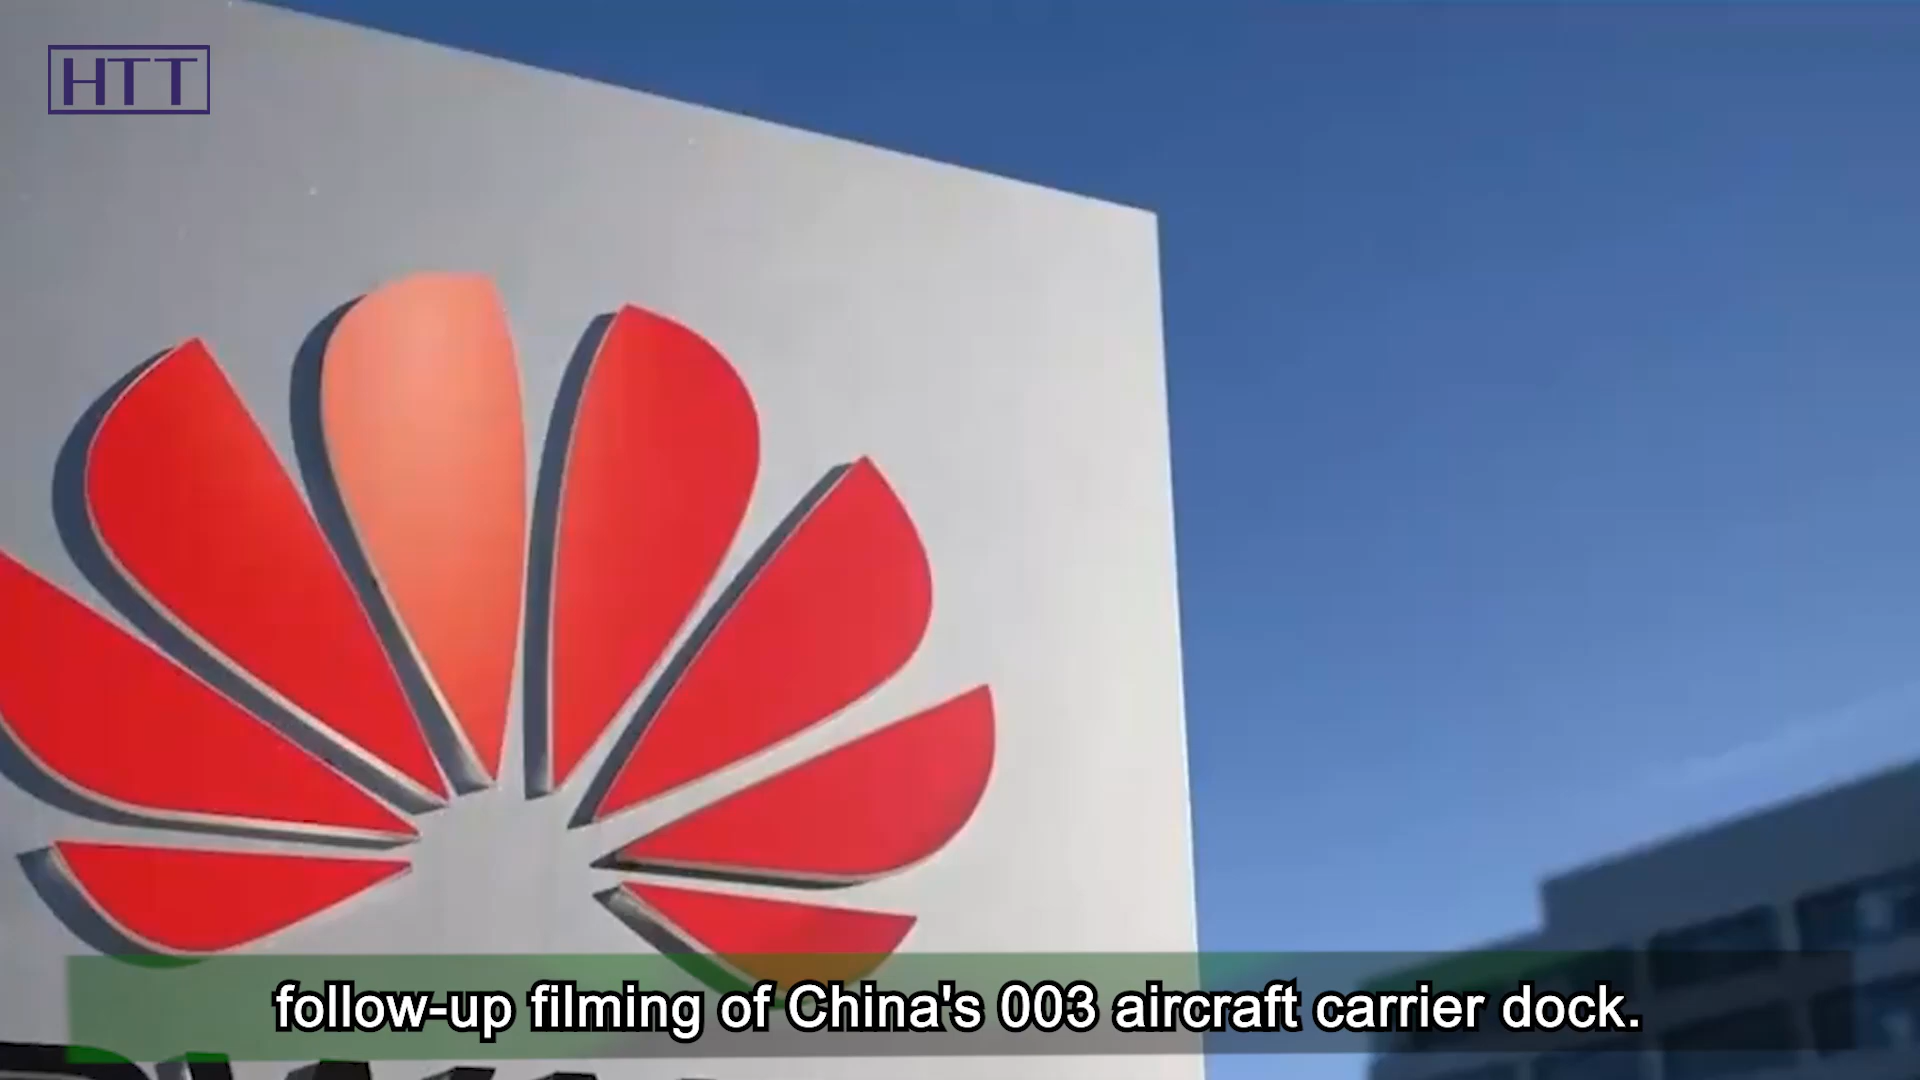 HTT
follow-up filming of China's 003 aircraft carrier dock.